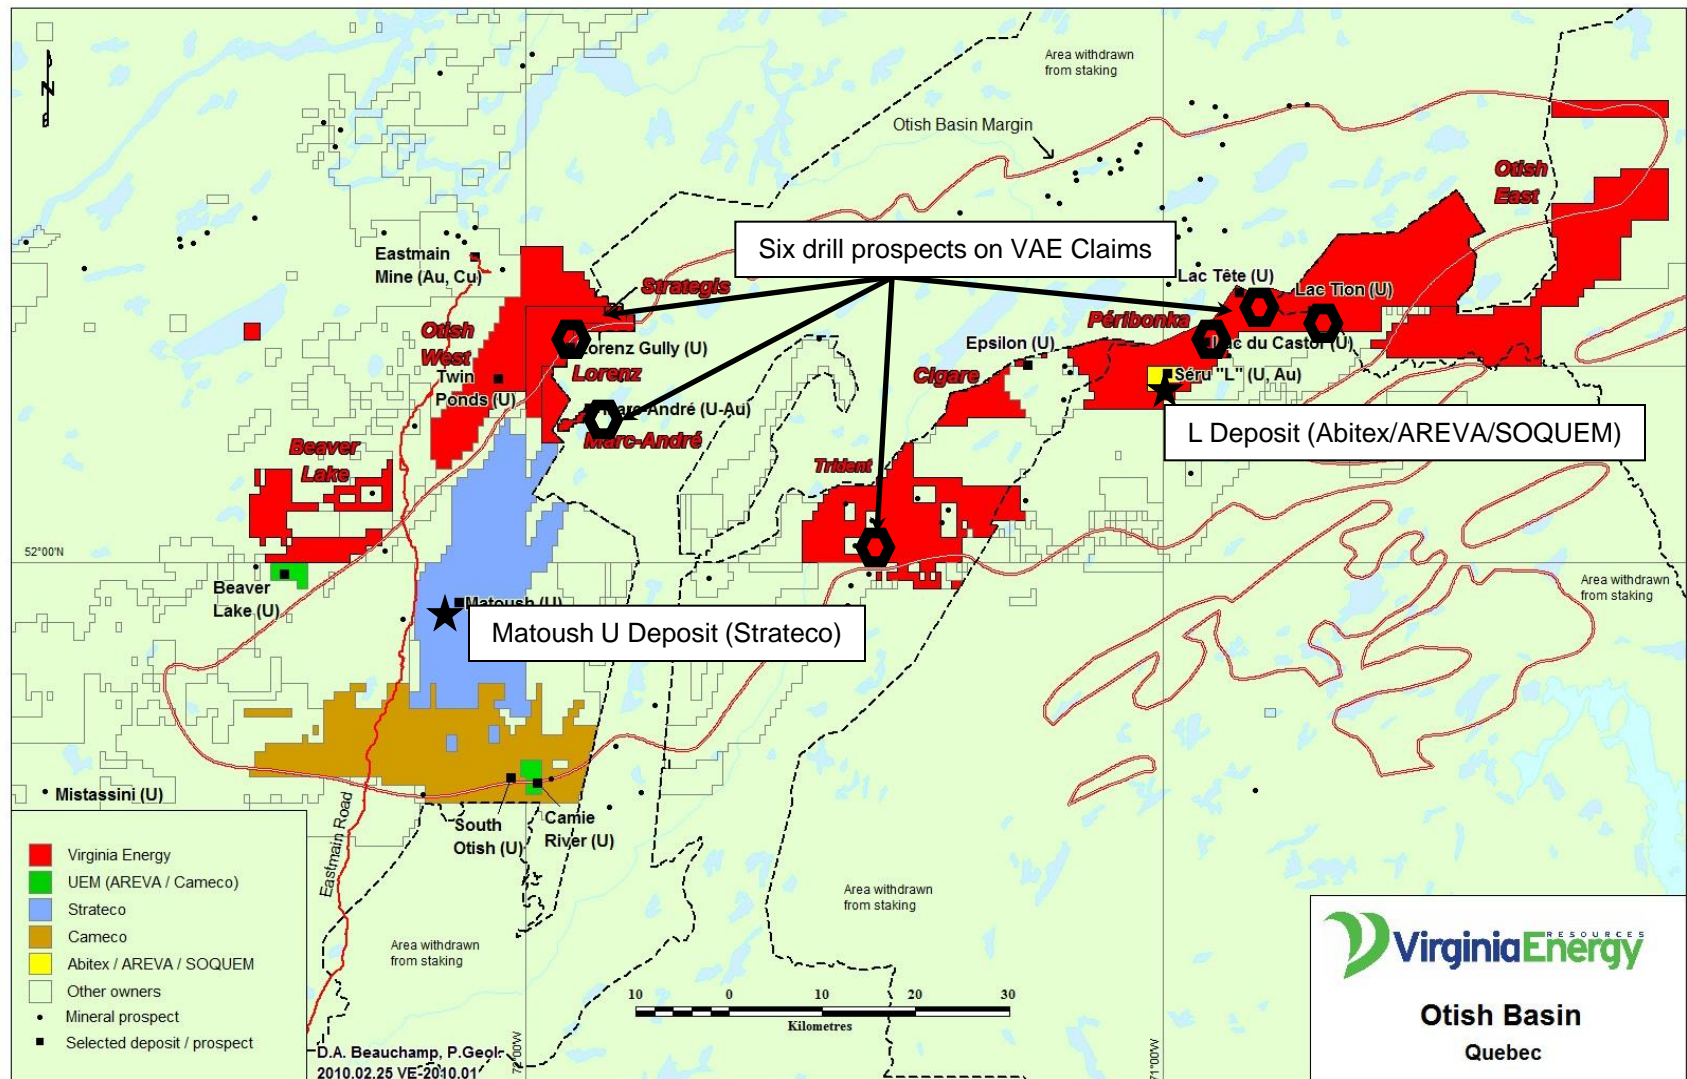 Area withdrawn
from staking
N
Otish Basin Margin
Otish
East
Six drill prospects on VAE Claims
Eastmain
Mine (Au, Cu)
Strategis
Lac Tête (U)
Lac Tion (U)
Otish
West
Péribonka
Lorenz Gully (U)
Epsilon (U)
Lac du Castor (U)
Lorenz
Cigare
Séru "L" (U, Au)
Twin
Ponds (U)
Marc-André (U-Au)
Marc-André
L Deposit (Abitex/AREVA/SOQUEM)
Beaver
Lake
Trident
52°00'N
Beaver
Lake (U)
Area withdrawn
from staking
Matoush (U)
Matoush U Deposit (Strateco)
Mistassini (U)
South
Otish (U)
Camie
River (U)
Eastmain Road
Virginia Energy
UEM (AREVA / Cameco)
Strateco
Cameco
Abitex / AREVA / SOQUEM
Other owners
Mineral prospect
Selected deposit / prospect
Area withdrawn
from staking
Area withdrawn
from staking
10 0 10 20 30
Kilometres
D.A. Beauchamp, P.Geol.
2010.02.25 VE-2010.01
72°00'W
71°00'W
RESOURCES
VirginiaEnergy
Otish Basin
Quebec